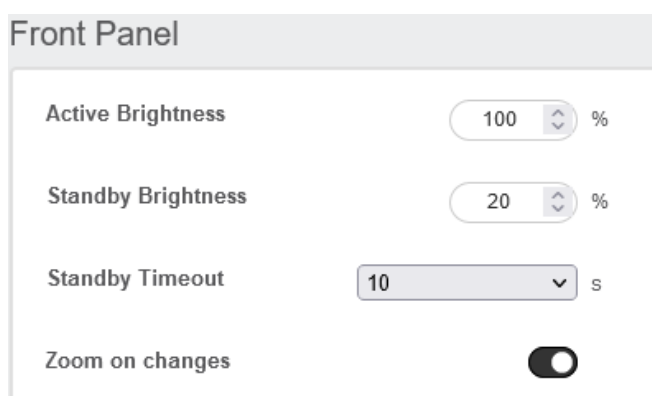 Front Panel
Active Brightness 100 %
Standby Brightness 20 %
Standby Timeout 10 s
Zoom on changes